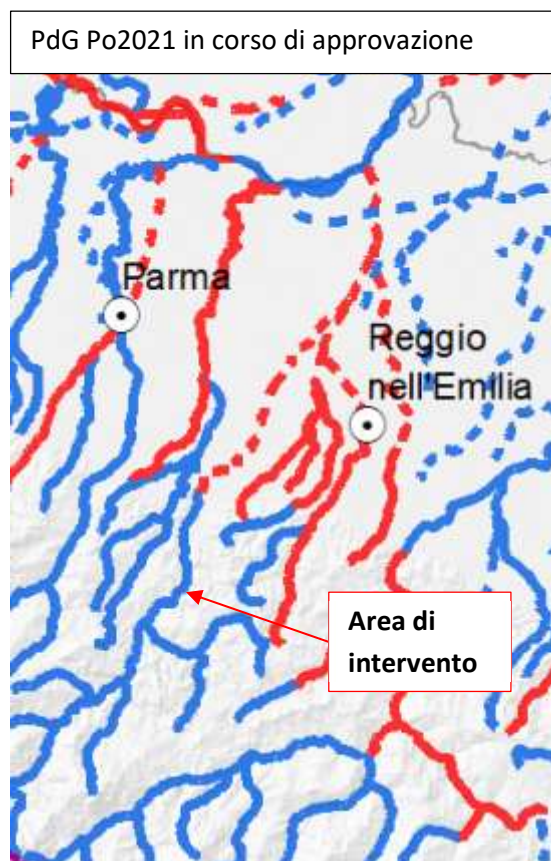 PdG Po2021 in corso di approvazione
Parma
Reggio
nell'Emilia
Area di
intervento